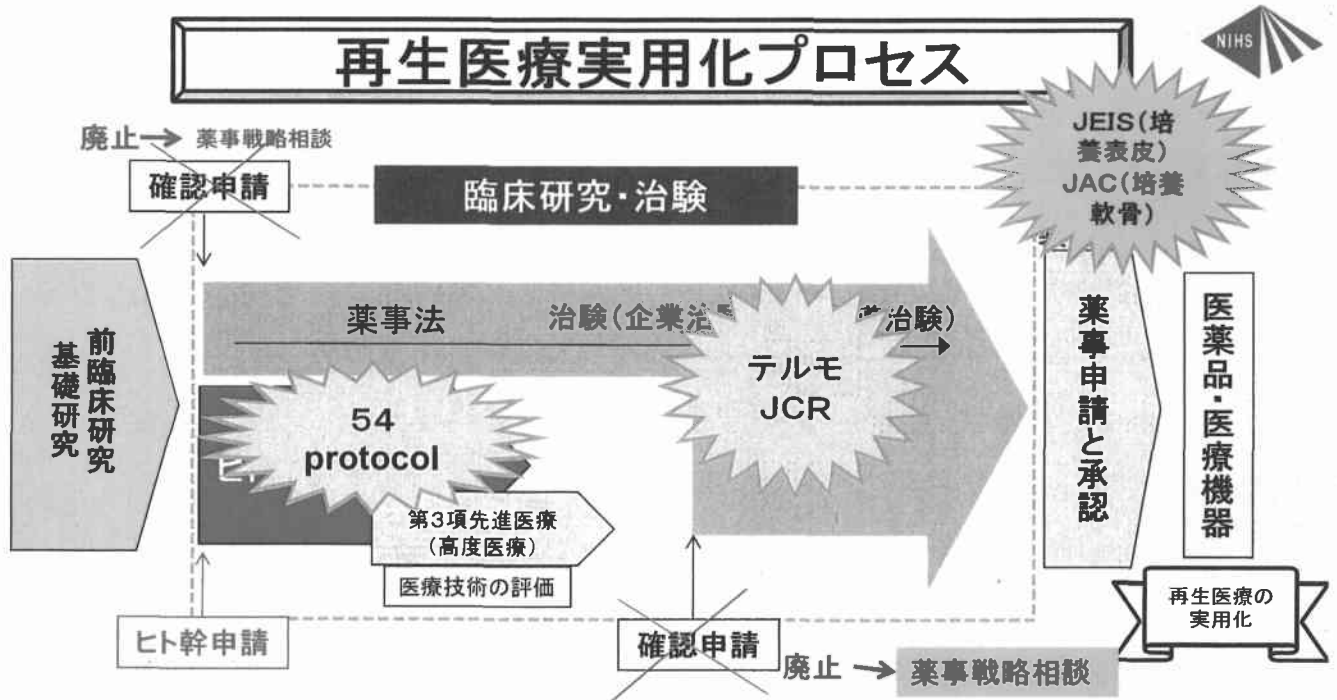 再生医療実用化プロセス
NIHS
廃止→ 薬事戦略相談
確認申請
臨床研究・治験
JEIS(培
養表皮)
JAC(培養
軟骨)
前臨床研究
基礎研究
薬事法
治験(企業治
治験)
テルモ
JCR
54
protocol
第3項先進医療
(高度医療)
医療技術の評価
薬事申請と承認
医薬品・医療機器
再生医療の
実用化
ヒト幹申請
確認申請
廃止 → 薬事戦略相談